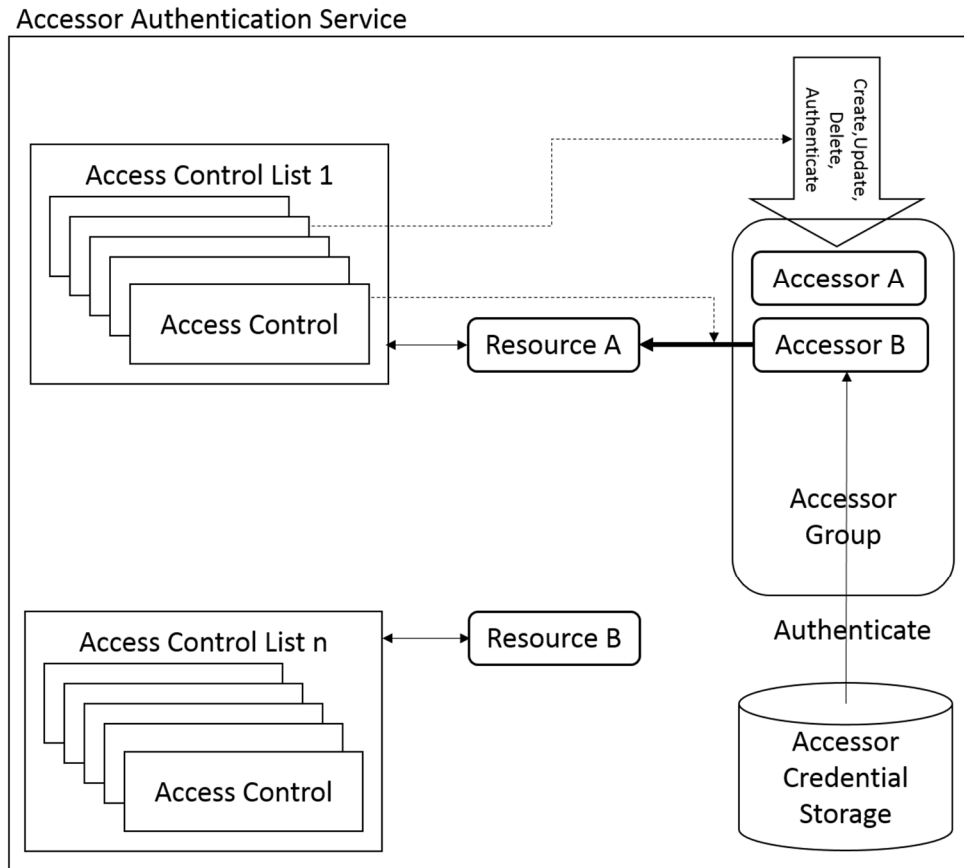 Accessor Authentication Service
Create,Update,
Delete,
Authenticate
Access Control List 1
Access Control
Resource A
Accessor A
Accessor B
Accessor
Group
Access Control List n
Access Control
Resource B
Authenticate
Accessor
Credential
Storage